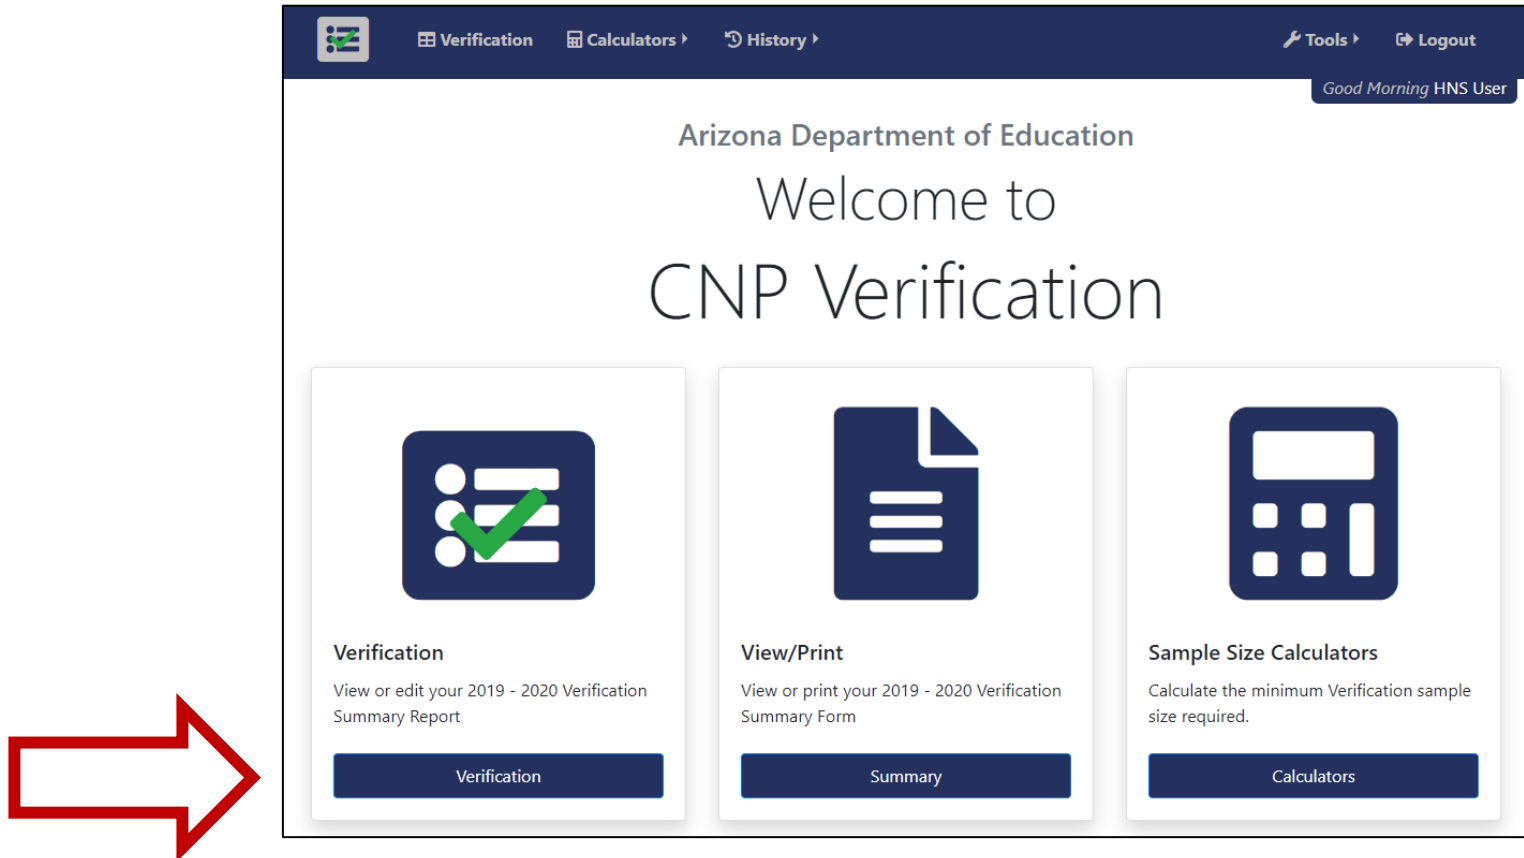 Verification Calculators History Tools Logout
Good Morning HNS User
Arizona Department of Education
Welcome to
CNP Verification
Verification
View or edit your 2019 - 2020 Verification
Summary Report
Verification
View/Print
View or print your 2019 - 2020 Verification
Summary Form
Summary
Sample Size Calculators
Calculate the minimum Verification sample
size required.
Calculators